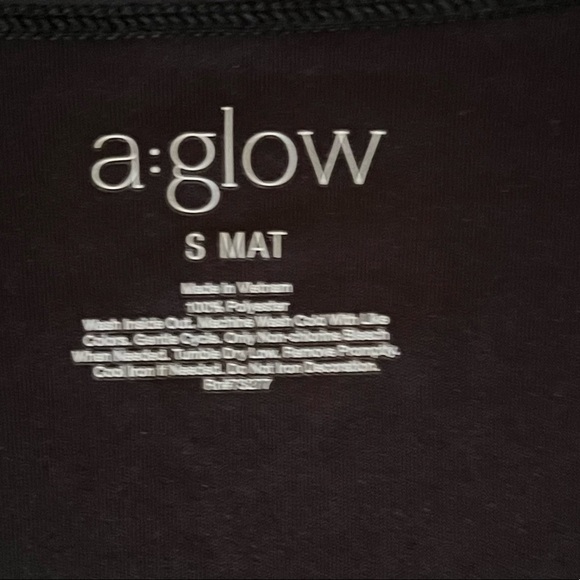 a:glow
S MAT
Made In Vietnam
100% Polyester
Wash Inside Out. Machine Wash Cold With Like
Colors. Gentle Cycle. Only Non-chlorine Bleach
When Needed. Tumble Dry Low. Remove Promptly.
Cool Iron If Needed. Do Not Iron Decoration.